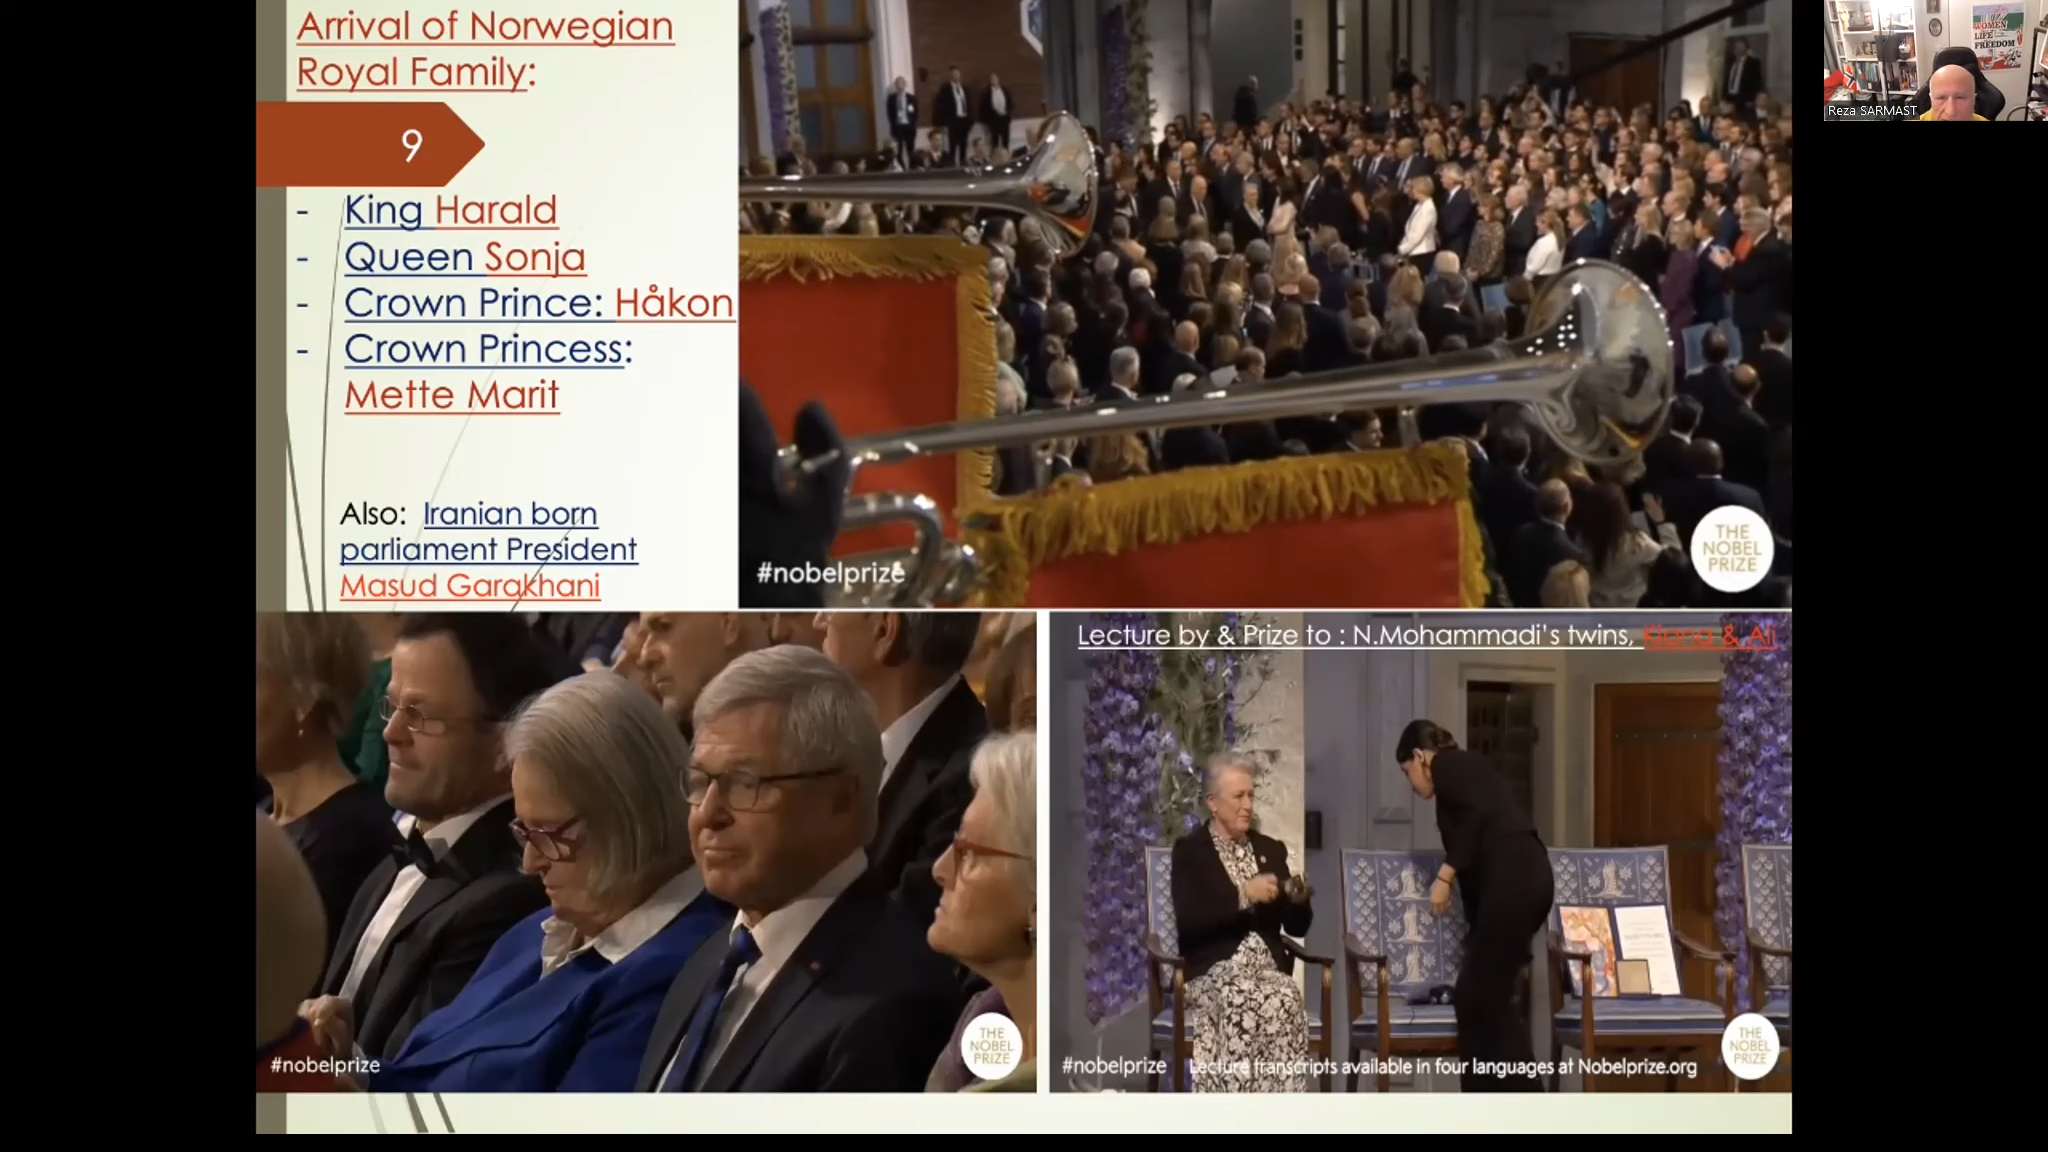 Arrival of Norwegian
Royal Family:
9
- King Harald
- Queen Sonja
- Crown Prince: Håkon
- Crown Princess:
Mette Marit
Also: Iranian born
parliament President
Masud Garakhani
#nobelprize
THE
NOBEL
PRIZE
#nobelprize
THE
NOBEL
PRIZE
Lecture by & Prize to : N.Mohammadi's twins, Kiana & Ali
#nobelprize
Lecture transcripts available in four languages at Nobelprize.org
THE
NOBEL
PRIZE
WOMEN
LIFE
FREEDOM
Reza SARMAST